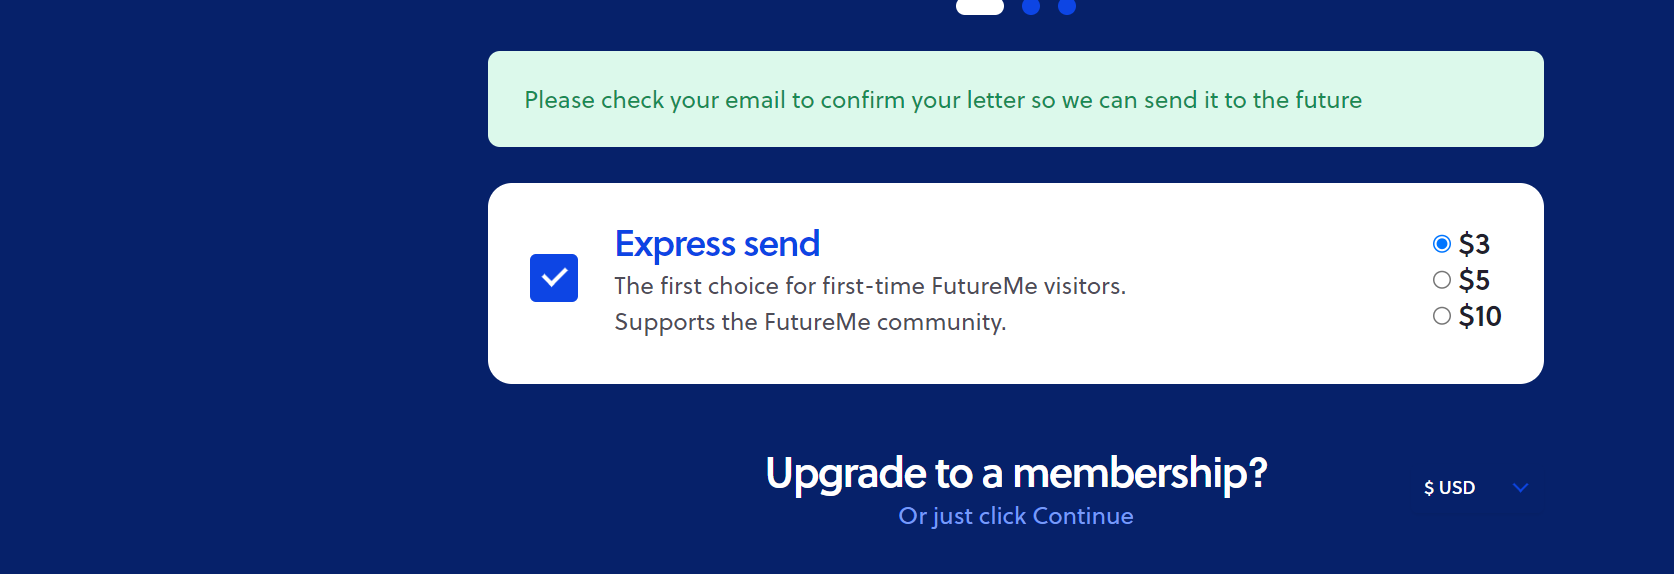 Please check your email to confirm your letter so we can send it to the future
Express send
The first choice for first-time FutureMe visitors.
Supports the FutureMe community.
$3
$5
$10
Upgrade to a membership?
Or just click Continue
$ USD